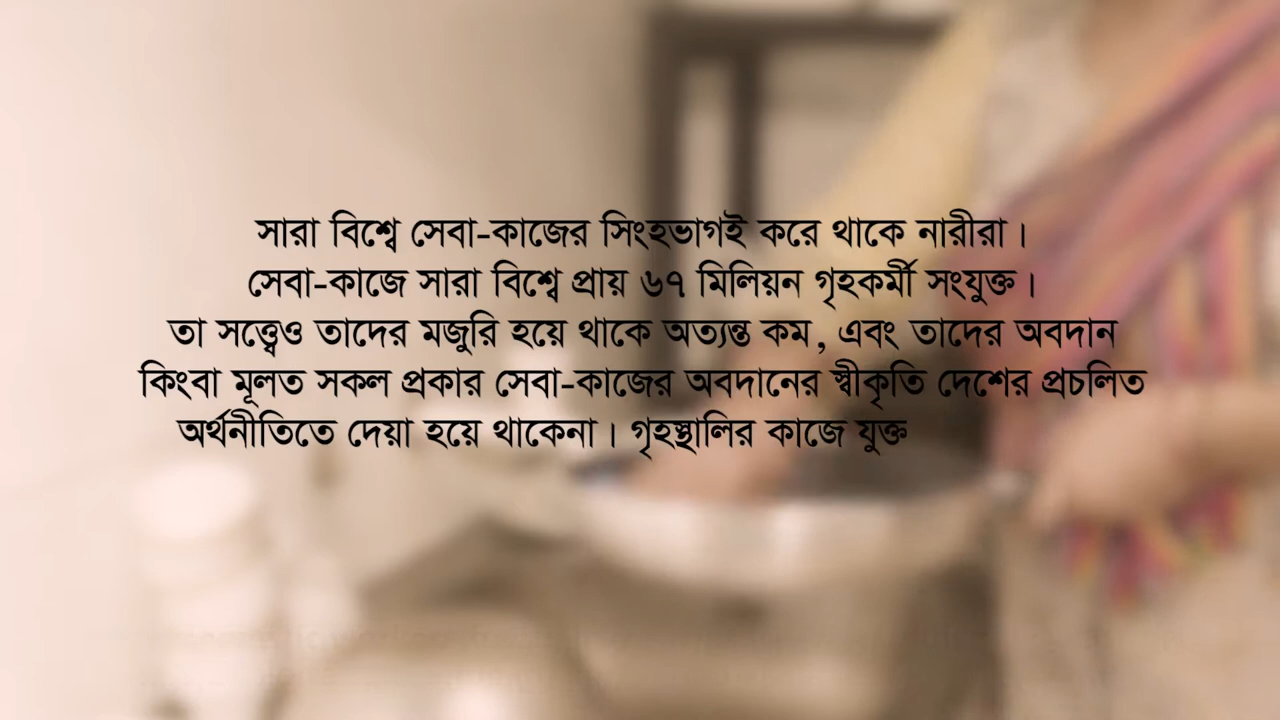 সারা বিশ্বে সেবা-কাজের সিংহভাগই করে থাকে নারীরা।
সেবা-কাজে সারা বিশ্বে প্রায় ৬৭ মিলিয়ন গৃহকর্মী সংযুক্ত।
তা সত্ত্বেও তাদের মজুরি হয়ে থাকে অত্যন্ত কম, এবং তাদের অবদান
কিংবা মূলত সকল প্রকার সেবা-কাজের অবদানের স্বীকৃতি দেশের প্রচলিত
অর্থনীতিতে দেয়া হয়ে থাকেনা। গৃহস্থালির কাজে যুক্ত